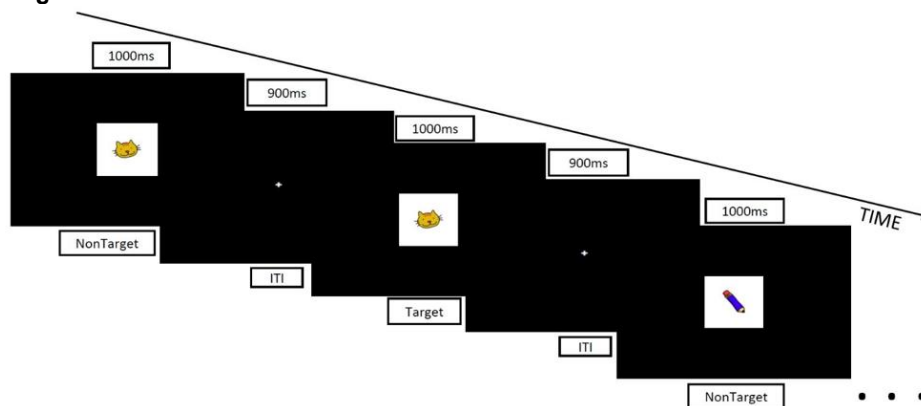 1000ms
900ms
1000ms
900ms
1000ms
TIME
NonTarget
ITI
Target
ITI
NonTarget
. . .